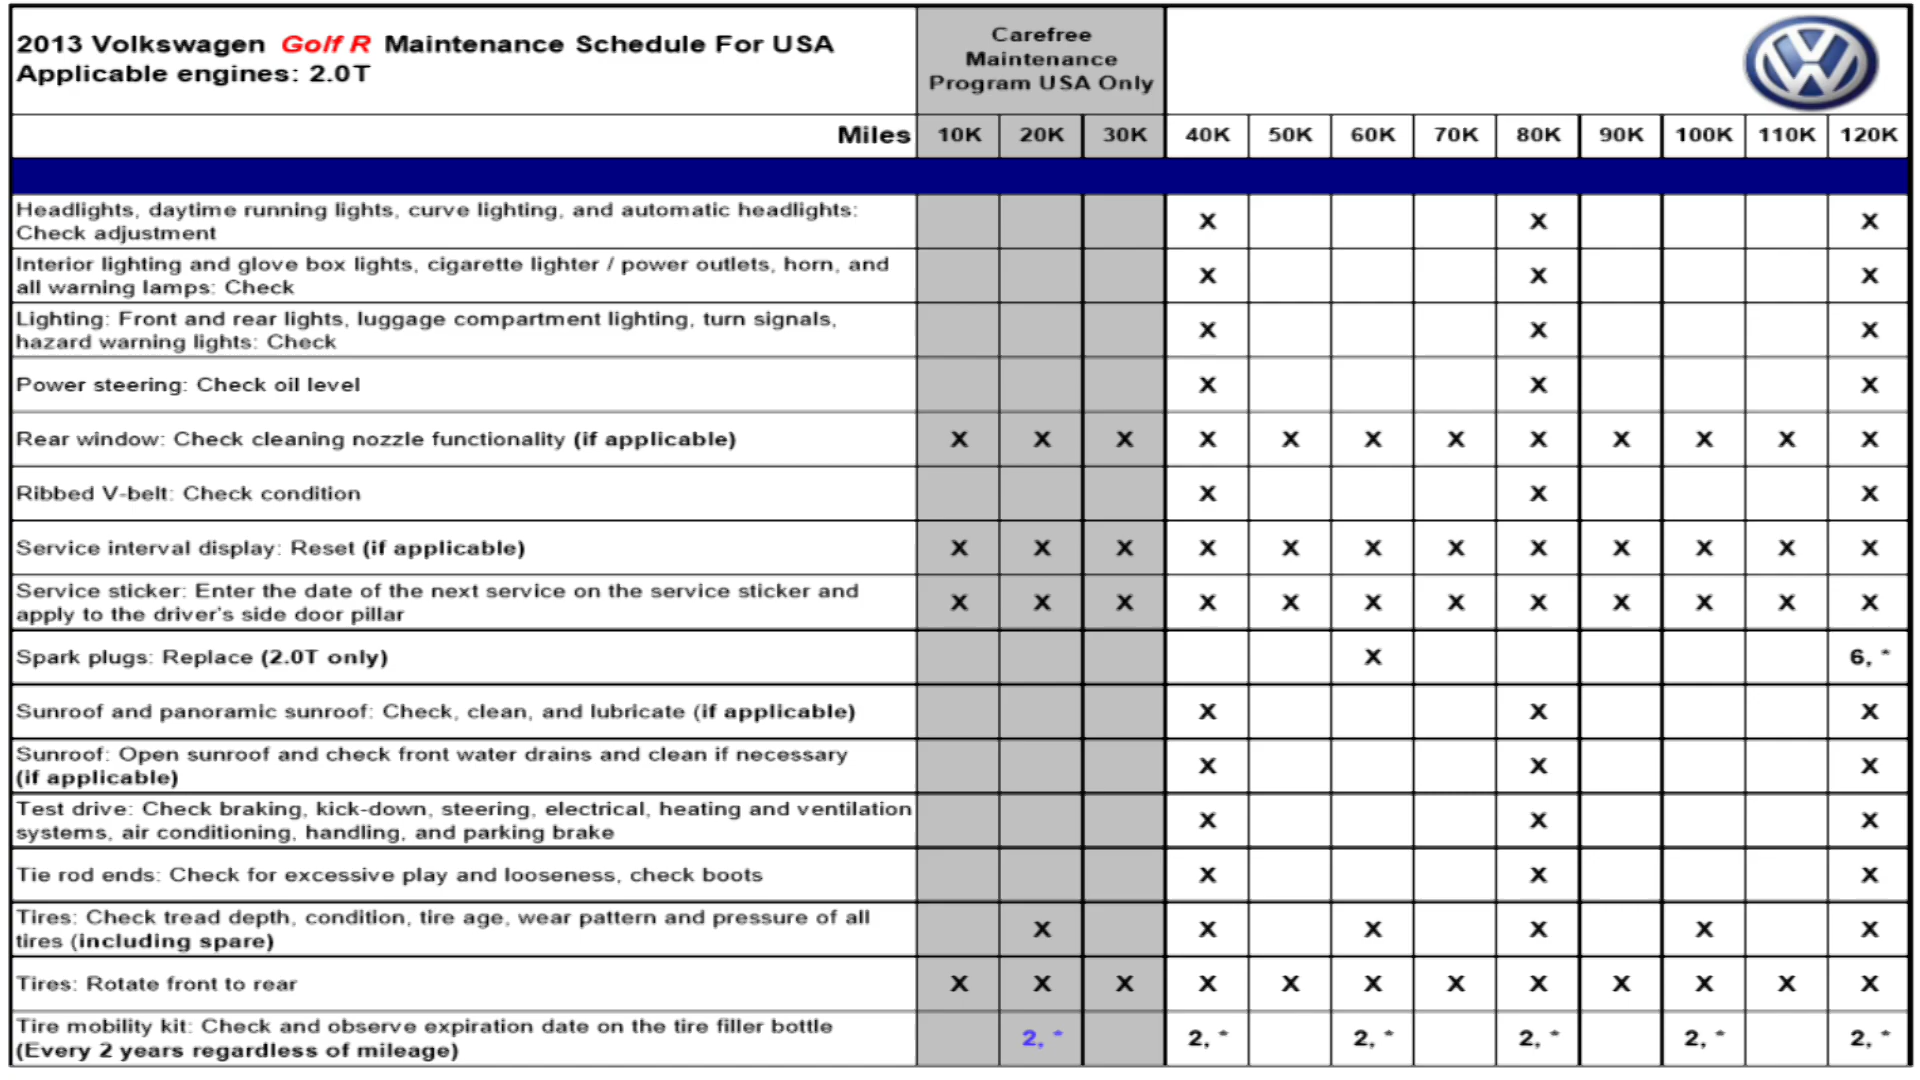 2013 Volkswagen Golf R Maintenance Schedule For USA
Applicable engines: 2.0T
Carefree
Maintenance
Program USA Only
Miles 10K 20K 30K 40K 50K 60K 70K 80K 90K 100K 110K 120K
Headlights, daytime running lights, curve lighting, and automatic headlights:
Check adjustment X X X
Interior lighting and glove box lights, cigarette lighter / power outlets, horn, and
all warning lamps: Check X X X
Lighting: Front and rear lights, luggage compartment lighting, turn signals,
hazard warning lights: Check X X X
Power steering: Check oil level X X X
Rear window: Check cleaning nozzle functionality (if applicable) X X X X X X X X X X X X
Ribbed V-belt: Check condition X X X
Service interval display: Reset (if applicable) X X X X X X X X X X X X
Service sticker: Enter the date of the next service on the service sticker and
apply to the driver's side door pillar X X X X X X X X X X X X
Spark plugs: Replace (2.0T only) X 6, *
Sunroof and panoramic sunroof: Check, clean, and lubricate (if applicable) X X X
Sunroof: Open sunroof and check front water drains and clean if necessary
(if applicable) X X X
Test drive: Check braking, kick-down, steering, electrical, heating and ventilation
systems, air conditioning, handling, and parking brake X X X
Tie rod ends: Check for excessive play and looseness, check boots X X X
Tires: Check tread depth, condition, tire age, wear pattern and pressure of all
tires (including spare) X X X X X X
Tires: Rotate front to rear X X X X X X X X X X X X
Tire mobility kit: Check and observe expiration date on the tire filler bottle
(Every 2 years regardless of mileage) 2, * 2, * 2, * 2, * 2, * 2, *